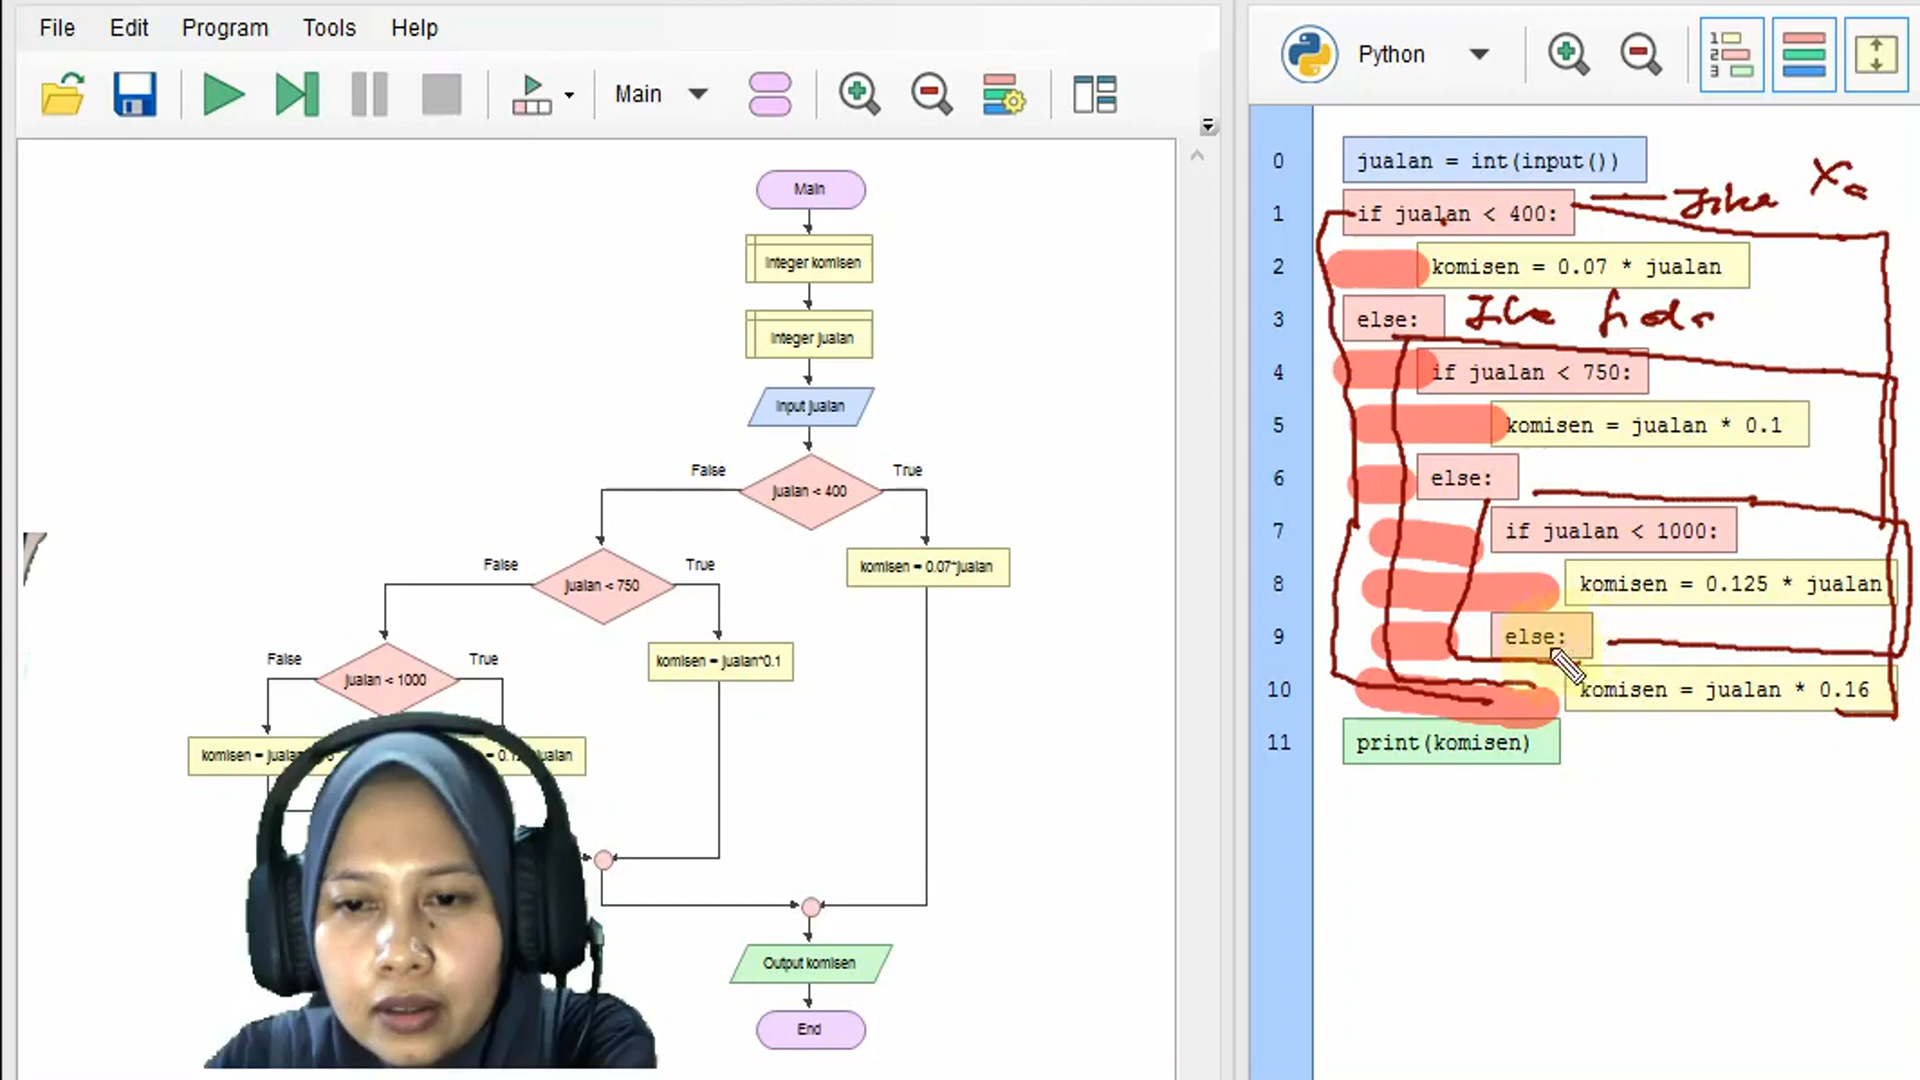 File Edit Program Tools Help
Main
Main
Integer komisen
Integer jualan
Input jualan
False
True
jualan < 400
False
True
komisen = 0.07*jualan
jualan < 750
False
True
komisen = jualan*0.1
jualan < 1000
komisen =
jualan
Output komisen
End
Python
0 jualan = int(input())
1 if jualan < 400:
Jika
2 komisen = 0.07 * jualan
3 else:
4 if jualan < 750:
5 komisen = jualan * 0.1
6 else:
7 if jualan < 1000:
8 komisen = 0.125 * jualan
9 else:
10 komisen = jualan * 0.16
11 print(komisen)